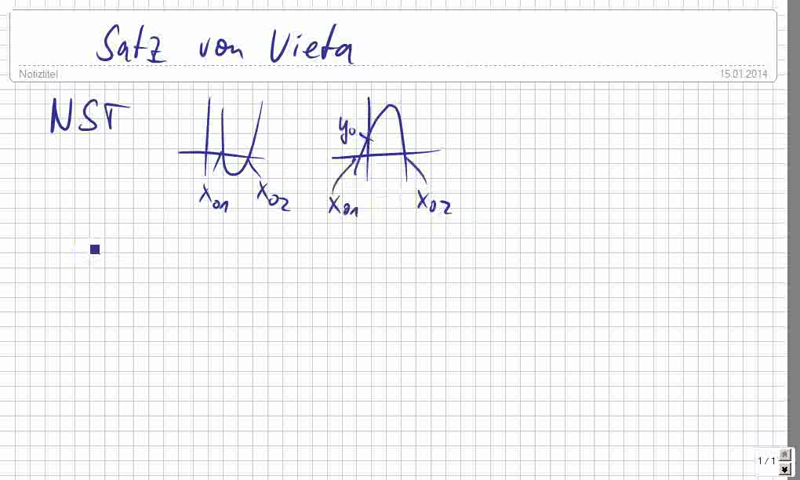 Satz von Vieta
Notiztitel 15.01.2014
NST
y₀
x₀₁ x₀₂ x₀₁ x₀₂
1 / 1